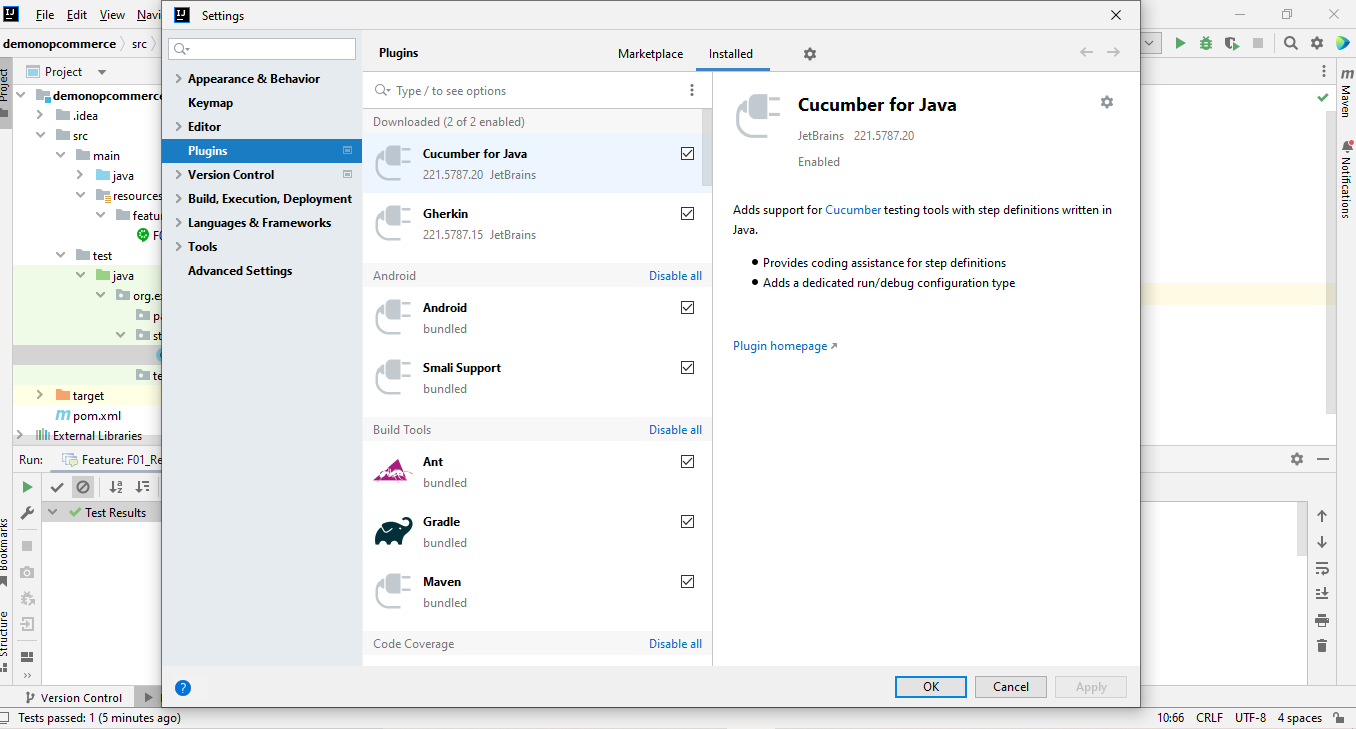 File Edit View Navi
Settings
demonopcommerce src
Project
demonopcommerce
.idea
src
main
java
resources
featu
F0
test
java
org.ex
pa
st
te
target
pom.xml
External Libraries
Run: Feature: F01_Re
Test Results
Project
Bookmarks
Structure
Version Control
Tests passed: 1 (5 minutes ago)
Appearance & Behavior
Keymap
Editor
Plugins
Version Control
Build, Execution, Deployment
Languages & Frameworks
Tools
Advanced Settings
Plugins
Marketplace
Installed
Type / to see options
Downloaded (2 of 2 enabled)
Cucumber for Java
221.5787.20 JetBrains
Gherkin
221.5787.15 JetBrains
Android Disable all
Android
bundled
Smali Support
bundled
Build Tools Disable all
Ant
bundled
Gradle
bundled
Maven
bundled
Code Coverage Disable all
Cucumber for Java
JetBrains 221.5787.20
Enabled
Adds support for Cucumber testing tools with step definitions written in
Java.
Provides coding assistance for step definitions
Adds a dedicated run/debug configuration type
Plugin homepage
?
OK
Cancel
Apply
m
Maven
Notifications
10:66 CRLF UTF-8 4 spaces